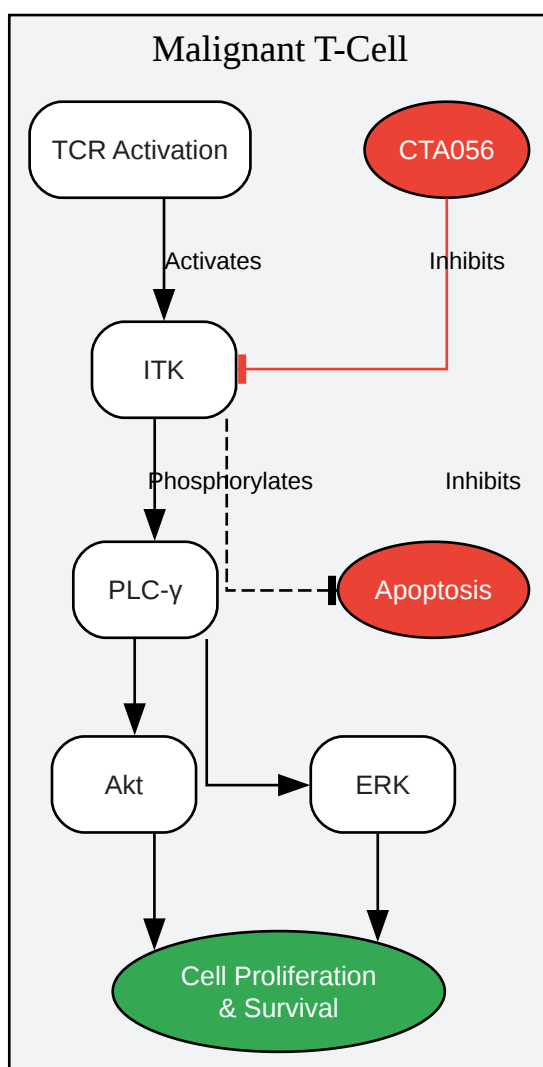 Malignant T-Cell
TCR Activation
CTA056
Activates
Inhibits
ITK
Phosphorylates
Inhibits
PLC-γ
Apoptosis
Akt
ERK
Cell Proliferation
& Survival